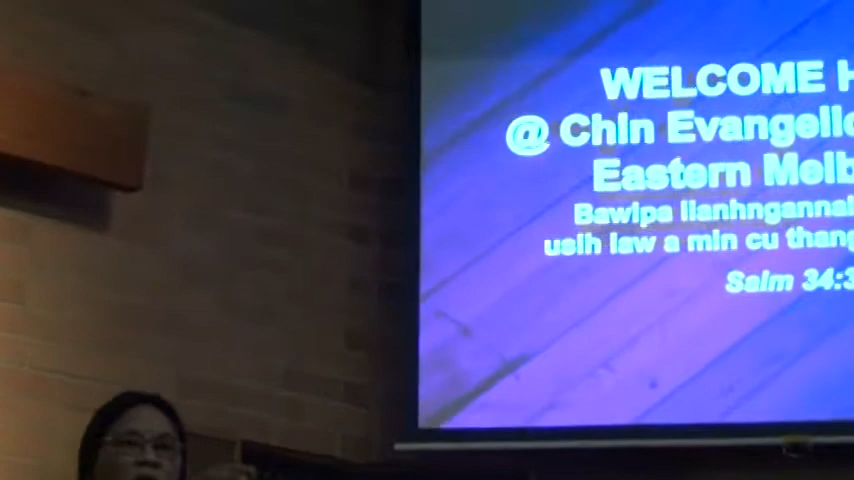 WELCOME H
@ Chin Evangelic
Eastern Melb
Bawipa lianhngannak
usih law a min cu thang
Salm 34:3